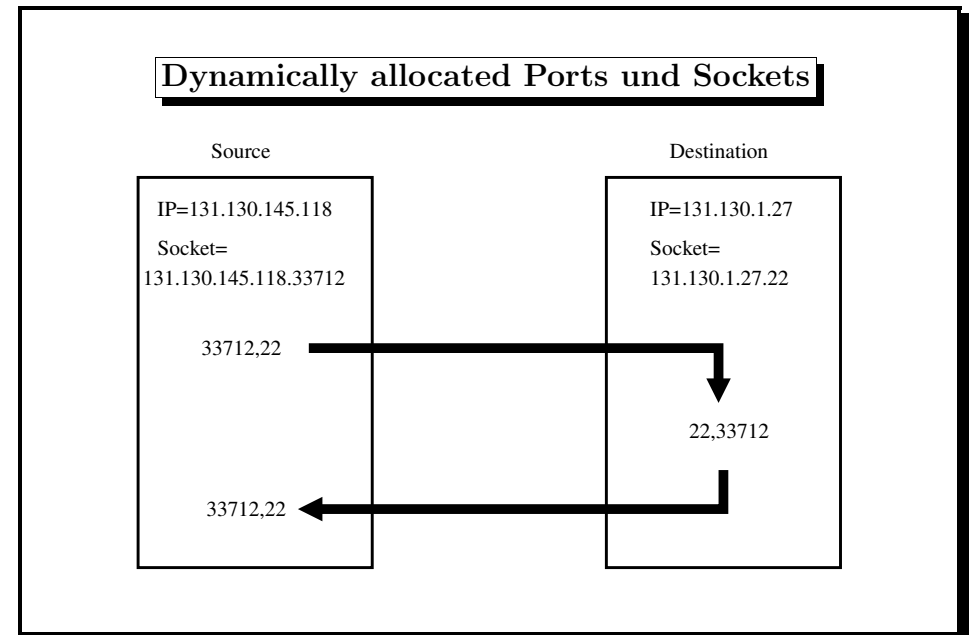 Dynamically allocated Ports und Sockets
Source
IP=131.130.145.118
Socket=
131.130.145.118.33712
33712,22
33712,22
Destination
IP=131.130.1.27
Socket=
131.130.1.27.22
22,33712